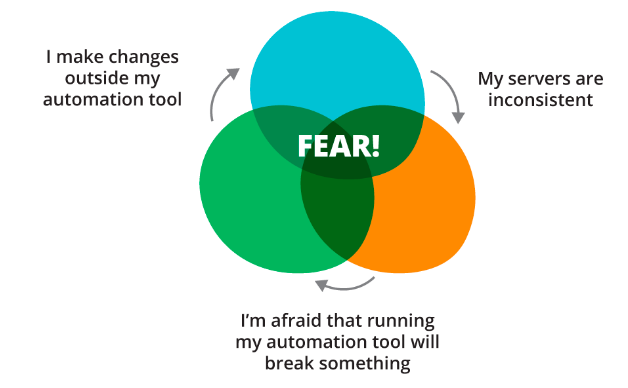 I make changes
outside my
automation tool
My servers are
inconsistent
FEAR!
I’m afraid that running
my automation tool will
break something